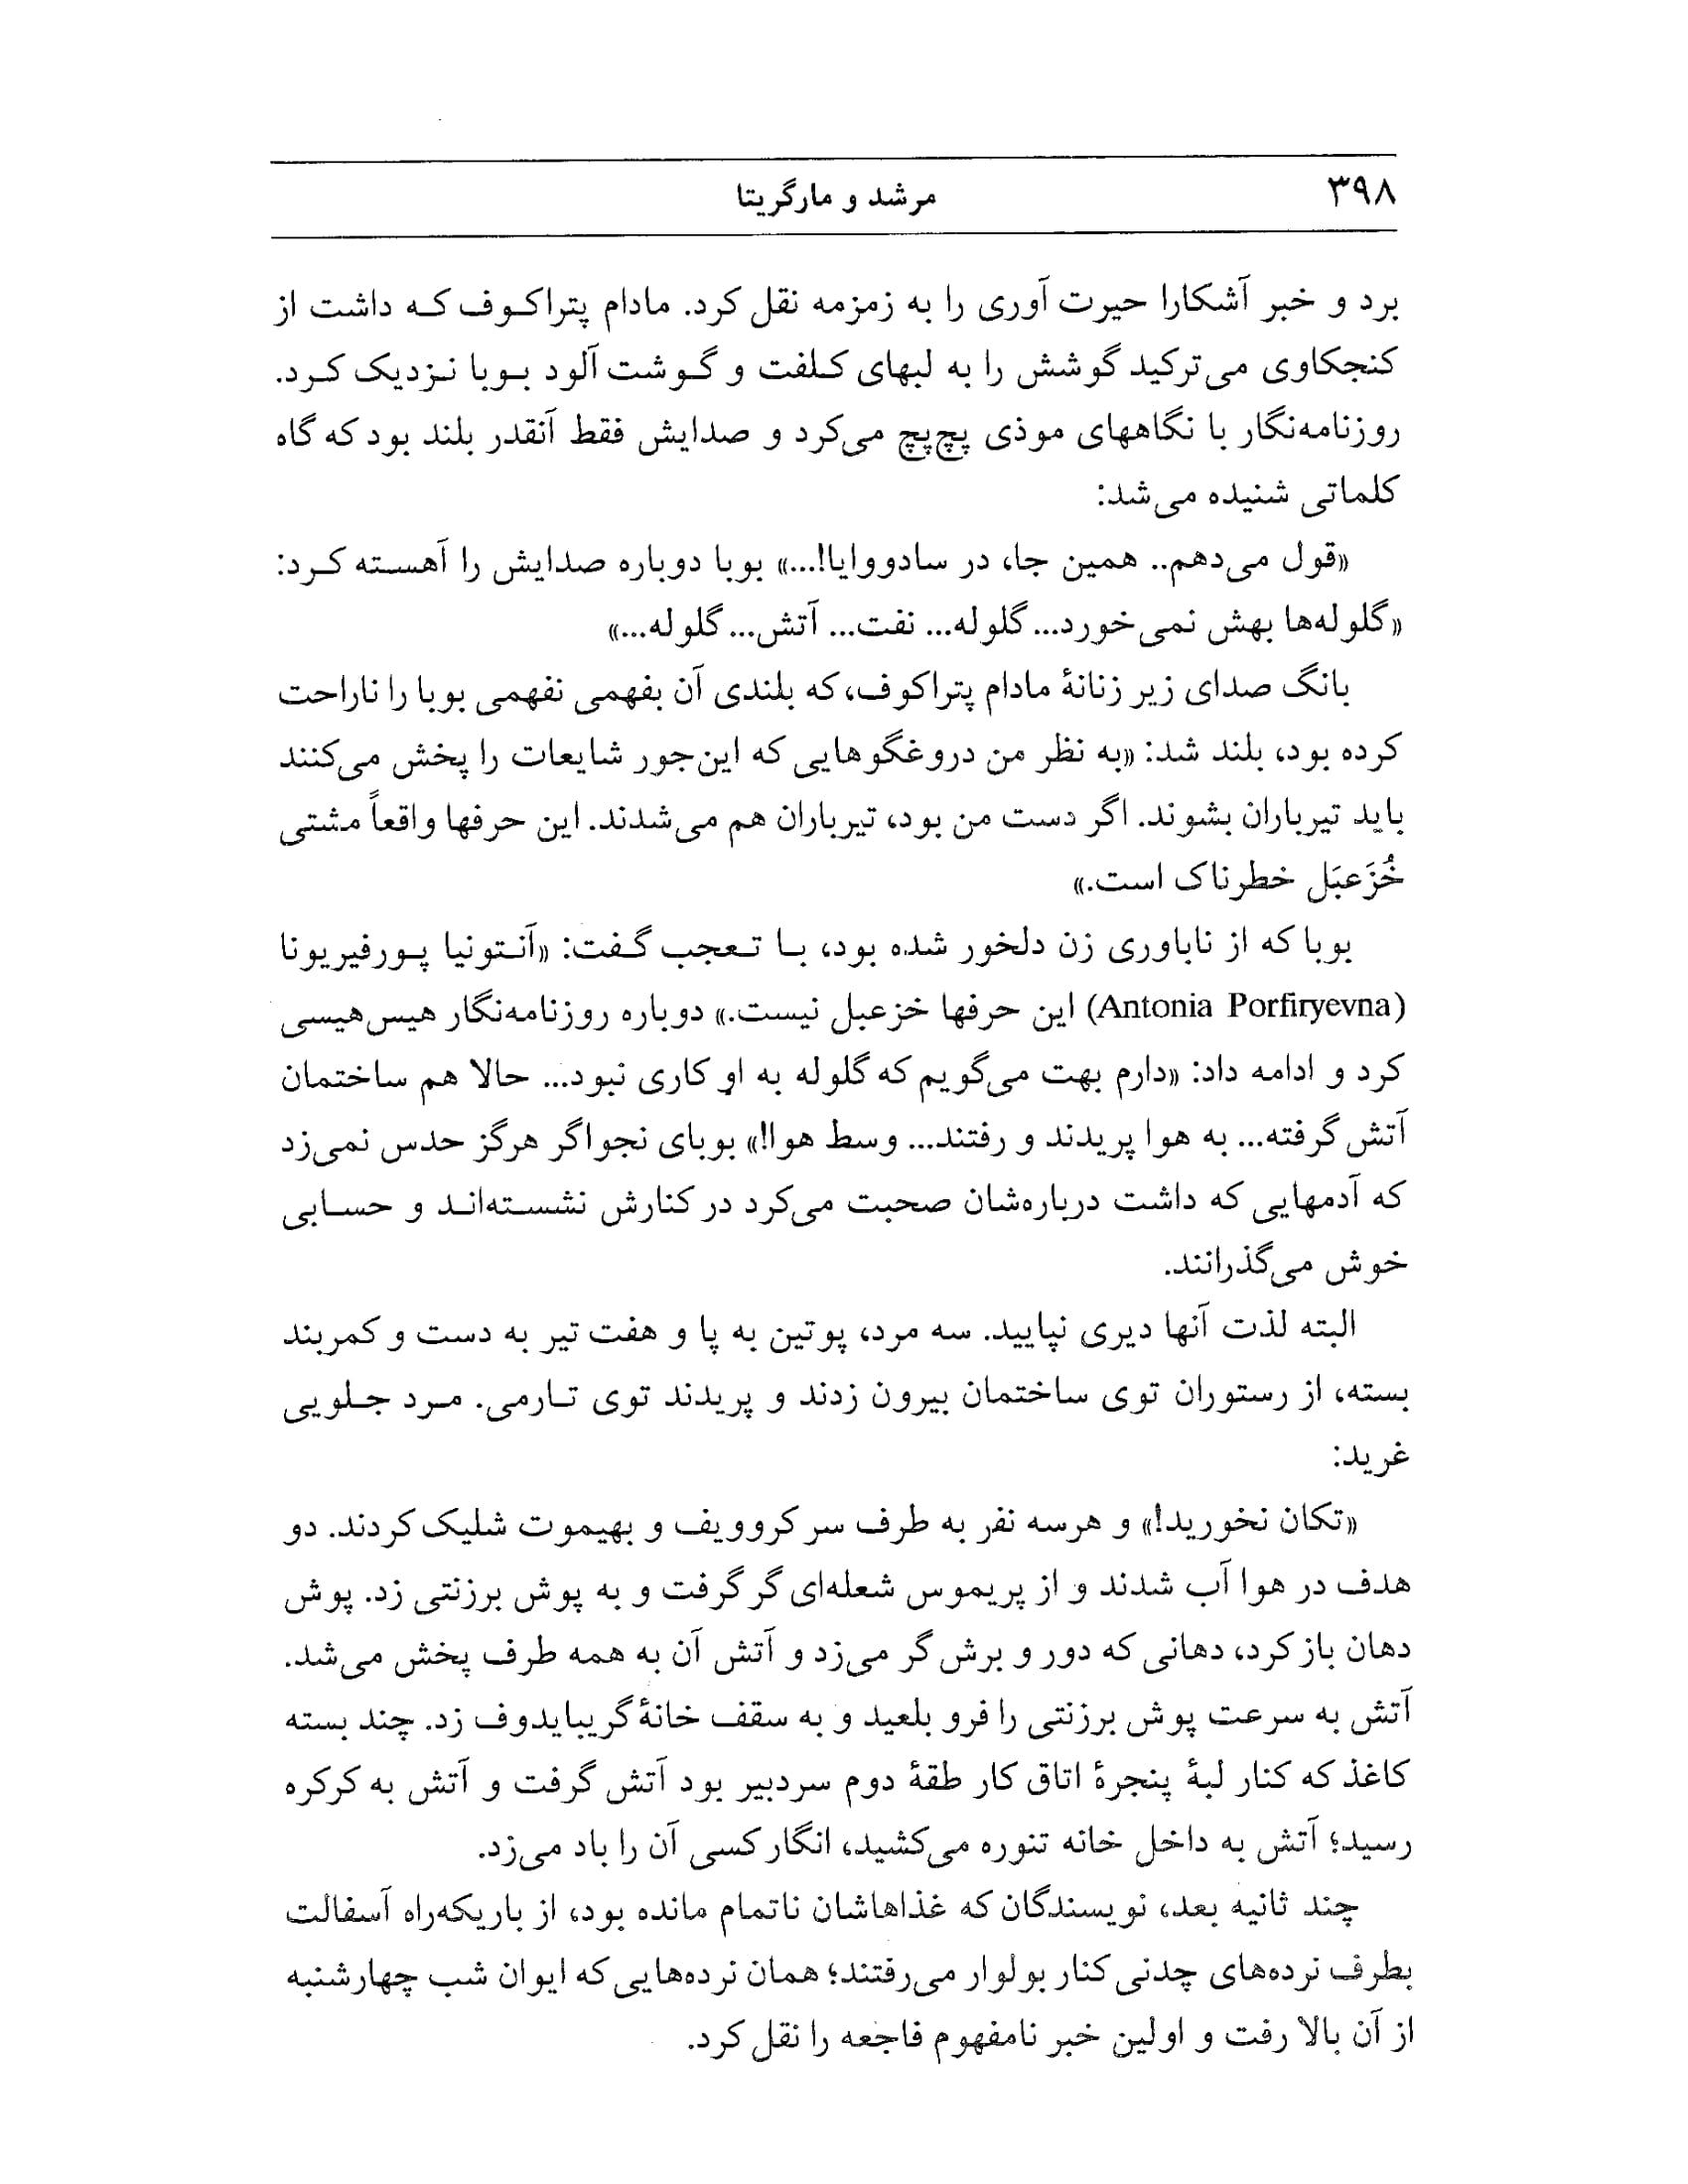 ۳۹۸
مرشد و مارگریتا
برد و خبر آشکارا حیرت آوری را به زمزمه نقل کرد. مادام پتراکوف که داشت از
کنجکاوی می‌ترکید گوشش را به لبهای کلفت و گوشت آلود بوبا نزدیک کرد.
روزنامه‌نگار با نگاههای موذی پچ‌پچ می‌کرد و صدایش فقط آنقدر بلند بود که گاه
کلماتی شنیده می‌شد:
«قول می‌دهم.. همین جا، در سادووایا!...» بوبا دوباره صدایش را آهسته کرد:
«گلوله‌ها بهش نمی‌خورد... گلوله... نفت... آتش... گلوله...»
بانگ صدای زیر زنانهٔ مادام پتراکوف، که بلندی آن بفهمی نفهمی بوبا را ناراحت
کرده بود، بلند شد: «به نظر من دروغگوهایی که این‌جور شایعات را پخش می‌کنند
باید تیرباران بشوند. اگر دست من بود، تیرباران هم می‌شدند. این حرفها واقعاً مشتی
خُزَعبَل خطرناک است.»
بوبا که از ناباوری زن دلخور شده بود، با تعجب گفت: «آنتونیا پورفیریونا
(Antonia Porfiryevna) این حرفها خزعبل نیست.» دوباره روزنامه‌نگار هیس‌هیسی
کرد و ادامه داد: «دارم بهت می‌گویم که گلوله به او کاری نبود... حالا هم ساختمان
آتش گرفته... به هوا پریدند و رفتند... وسط هوا!» بوبای نجواگر هرگز حدس نمی‌زد
که آدمهایی که داشت درباره‌شان صحبت می‌کرد در کنارش نشسته‌اند و حسابی
خوش می‌گذرانند.
البته لذت آنها دیری نپایید. سه مرد، پوتین به پا و هفت تیر به دست و کمربند
بسته، از رستوران توی ساختمان بیرون زدند و پریدند توی تارمی. مرد جلویی
غرید:
«تکان نخورید!» و هرسه نفر به طرف سر کروویف و بهیموت شلیک کردند. دو
هدف در هوا آب شدند و از پریموس شعله‌ای گر گرفت و به پوش برزنتی زد. پوش
دهان باز کرد، دهانی که دور و برش گر می‌زد و آتش آن به همه طرف پخش می‌شد.
آتش به سرعت پوش برزنتی را فرو بلعید و به سقف خانهٔ گریبایدوف زد. چند بسته
کاغذ که کنار لبهٔ پنجرهٔ اتاق کار طقهٔ دوم سردبیر بود آتش گرفت و آتش به کرکره
رسید؛ آتش به داخل خانه تنوره می‌کشید، انگار کسی آن را باد می‌زد.
چند ثانیه بعد، نویسندگان که غذاهاشان ناتمام مانده بود، از باریکه‌راه آسفالت
بطرف نرده‌های چدنی کنار بولوار می‌رفتند؛ همان نرده‌هایی که ایوان شب چهارشنبه
از آن بالا رفت و اولین خبر نامفهوم فاجعه را نقل کرد.